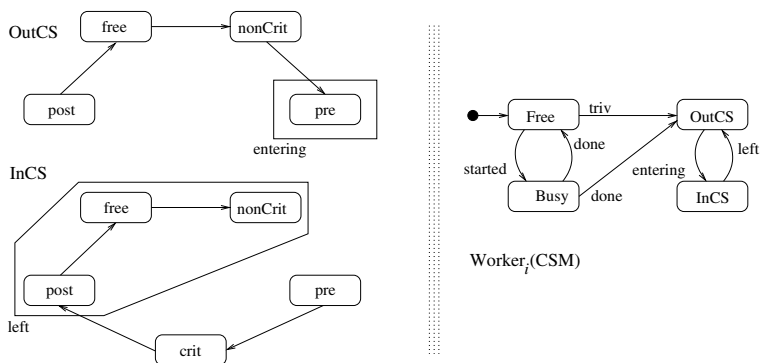 OutCS
free
nonCrit
post
pre
entering
InCS
free
nonCrit
post
pre
left
crit
Free
triv
OutCS
started
done
entering
left
Busy
done
InCS
Worker_i(CSM)